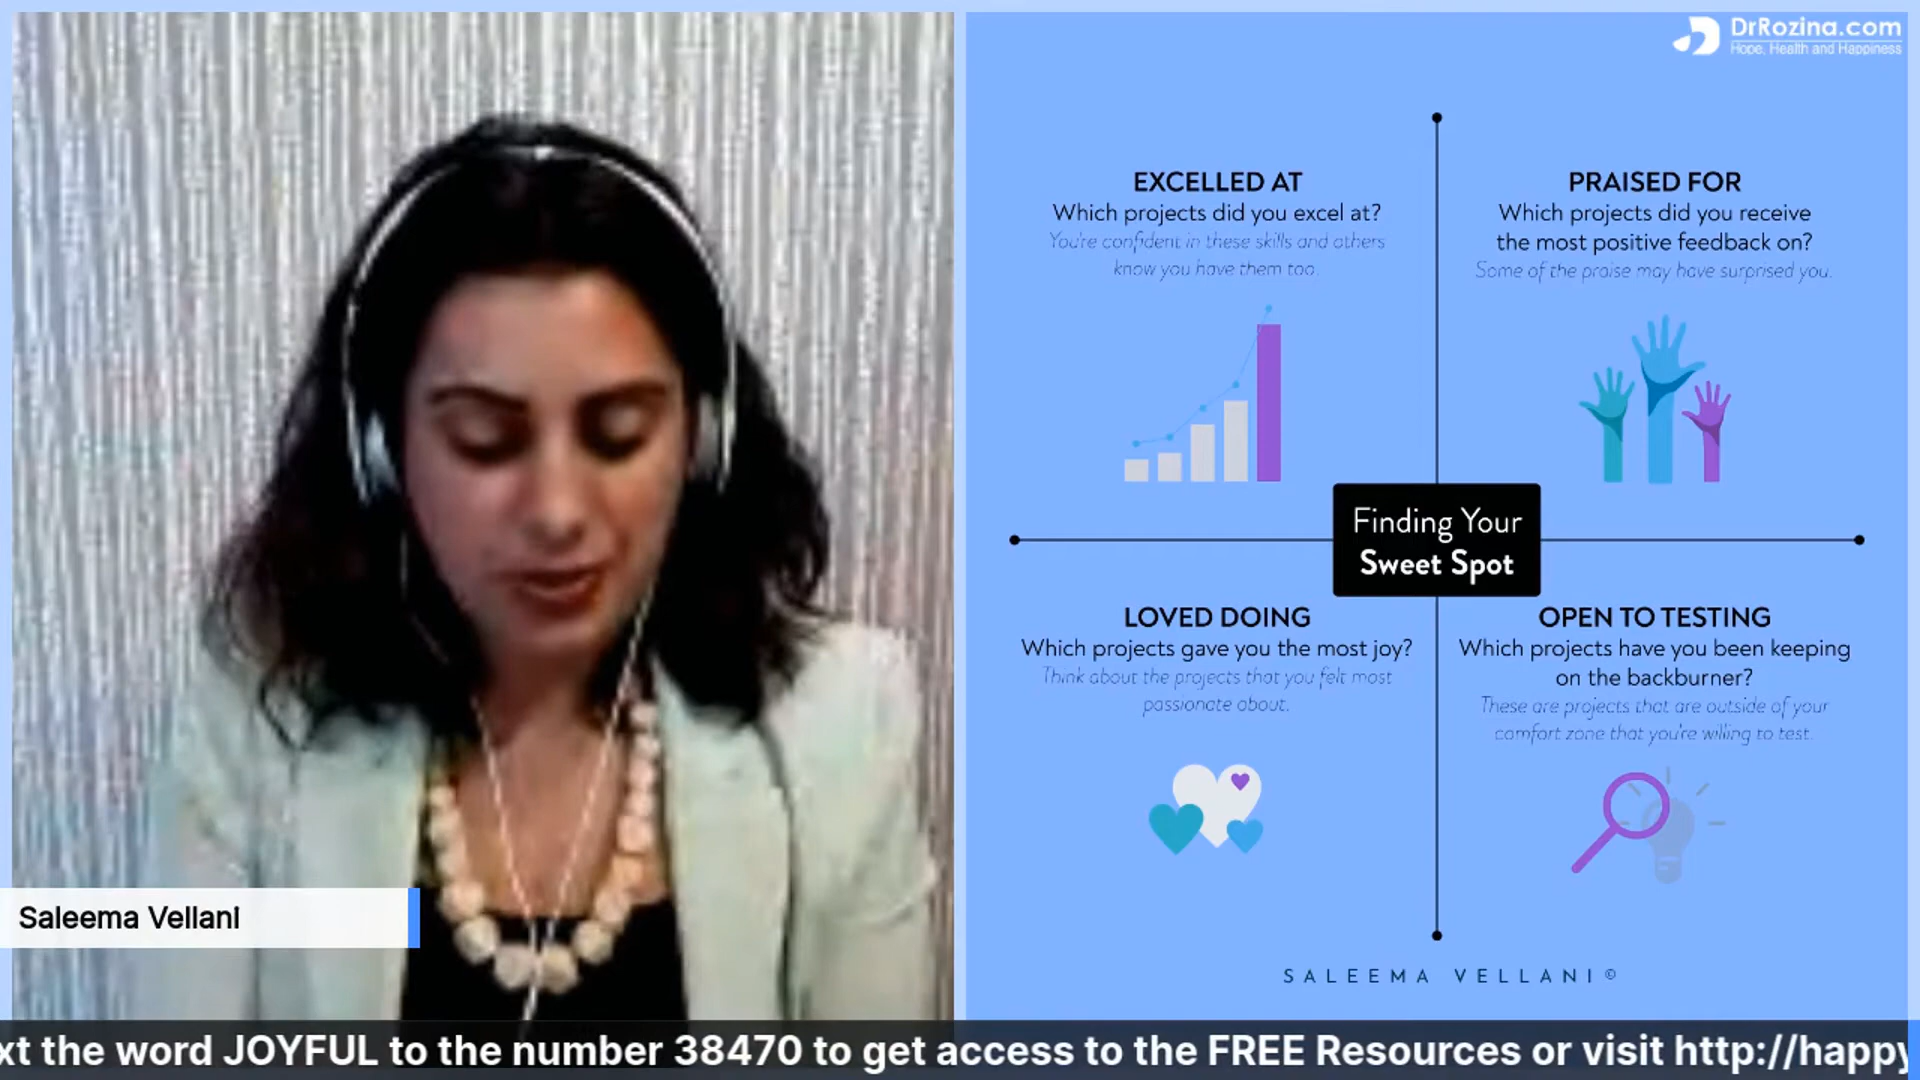 DrRozina.com
Hope, Health and Happiness
EXCELLED AT
Which projects did you excel at?
You're confident in these skills and others
know you have them too.
PRAISED FOR
Which projects did you receive
the most positive feedback on?
Some of the praise may have surprised you.
Finding Your
Sweet Spot
LOVED DOING
Which projects gave you the most joy?
Think about the projects that you felt most
passionate about.
OPEN TO TESTING
Which projects have you been keeping
on the backburner?
These are projects that are outside of your
comfort zone that you're willing to test.
SALEEMA VELLANI©
Saleema Vellani
xt the word JOYFUL to the number 38470 to get access to the FREE Resources or visit http://happy